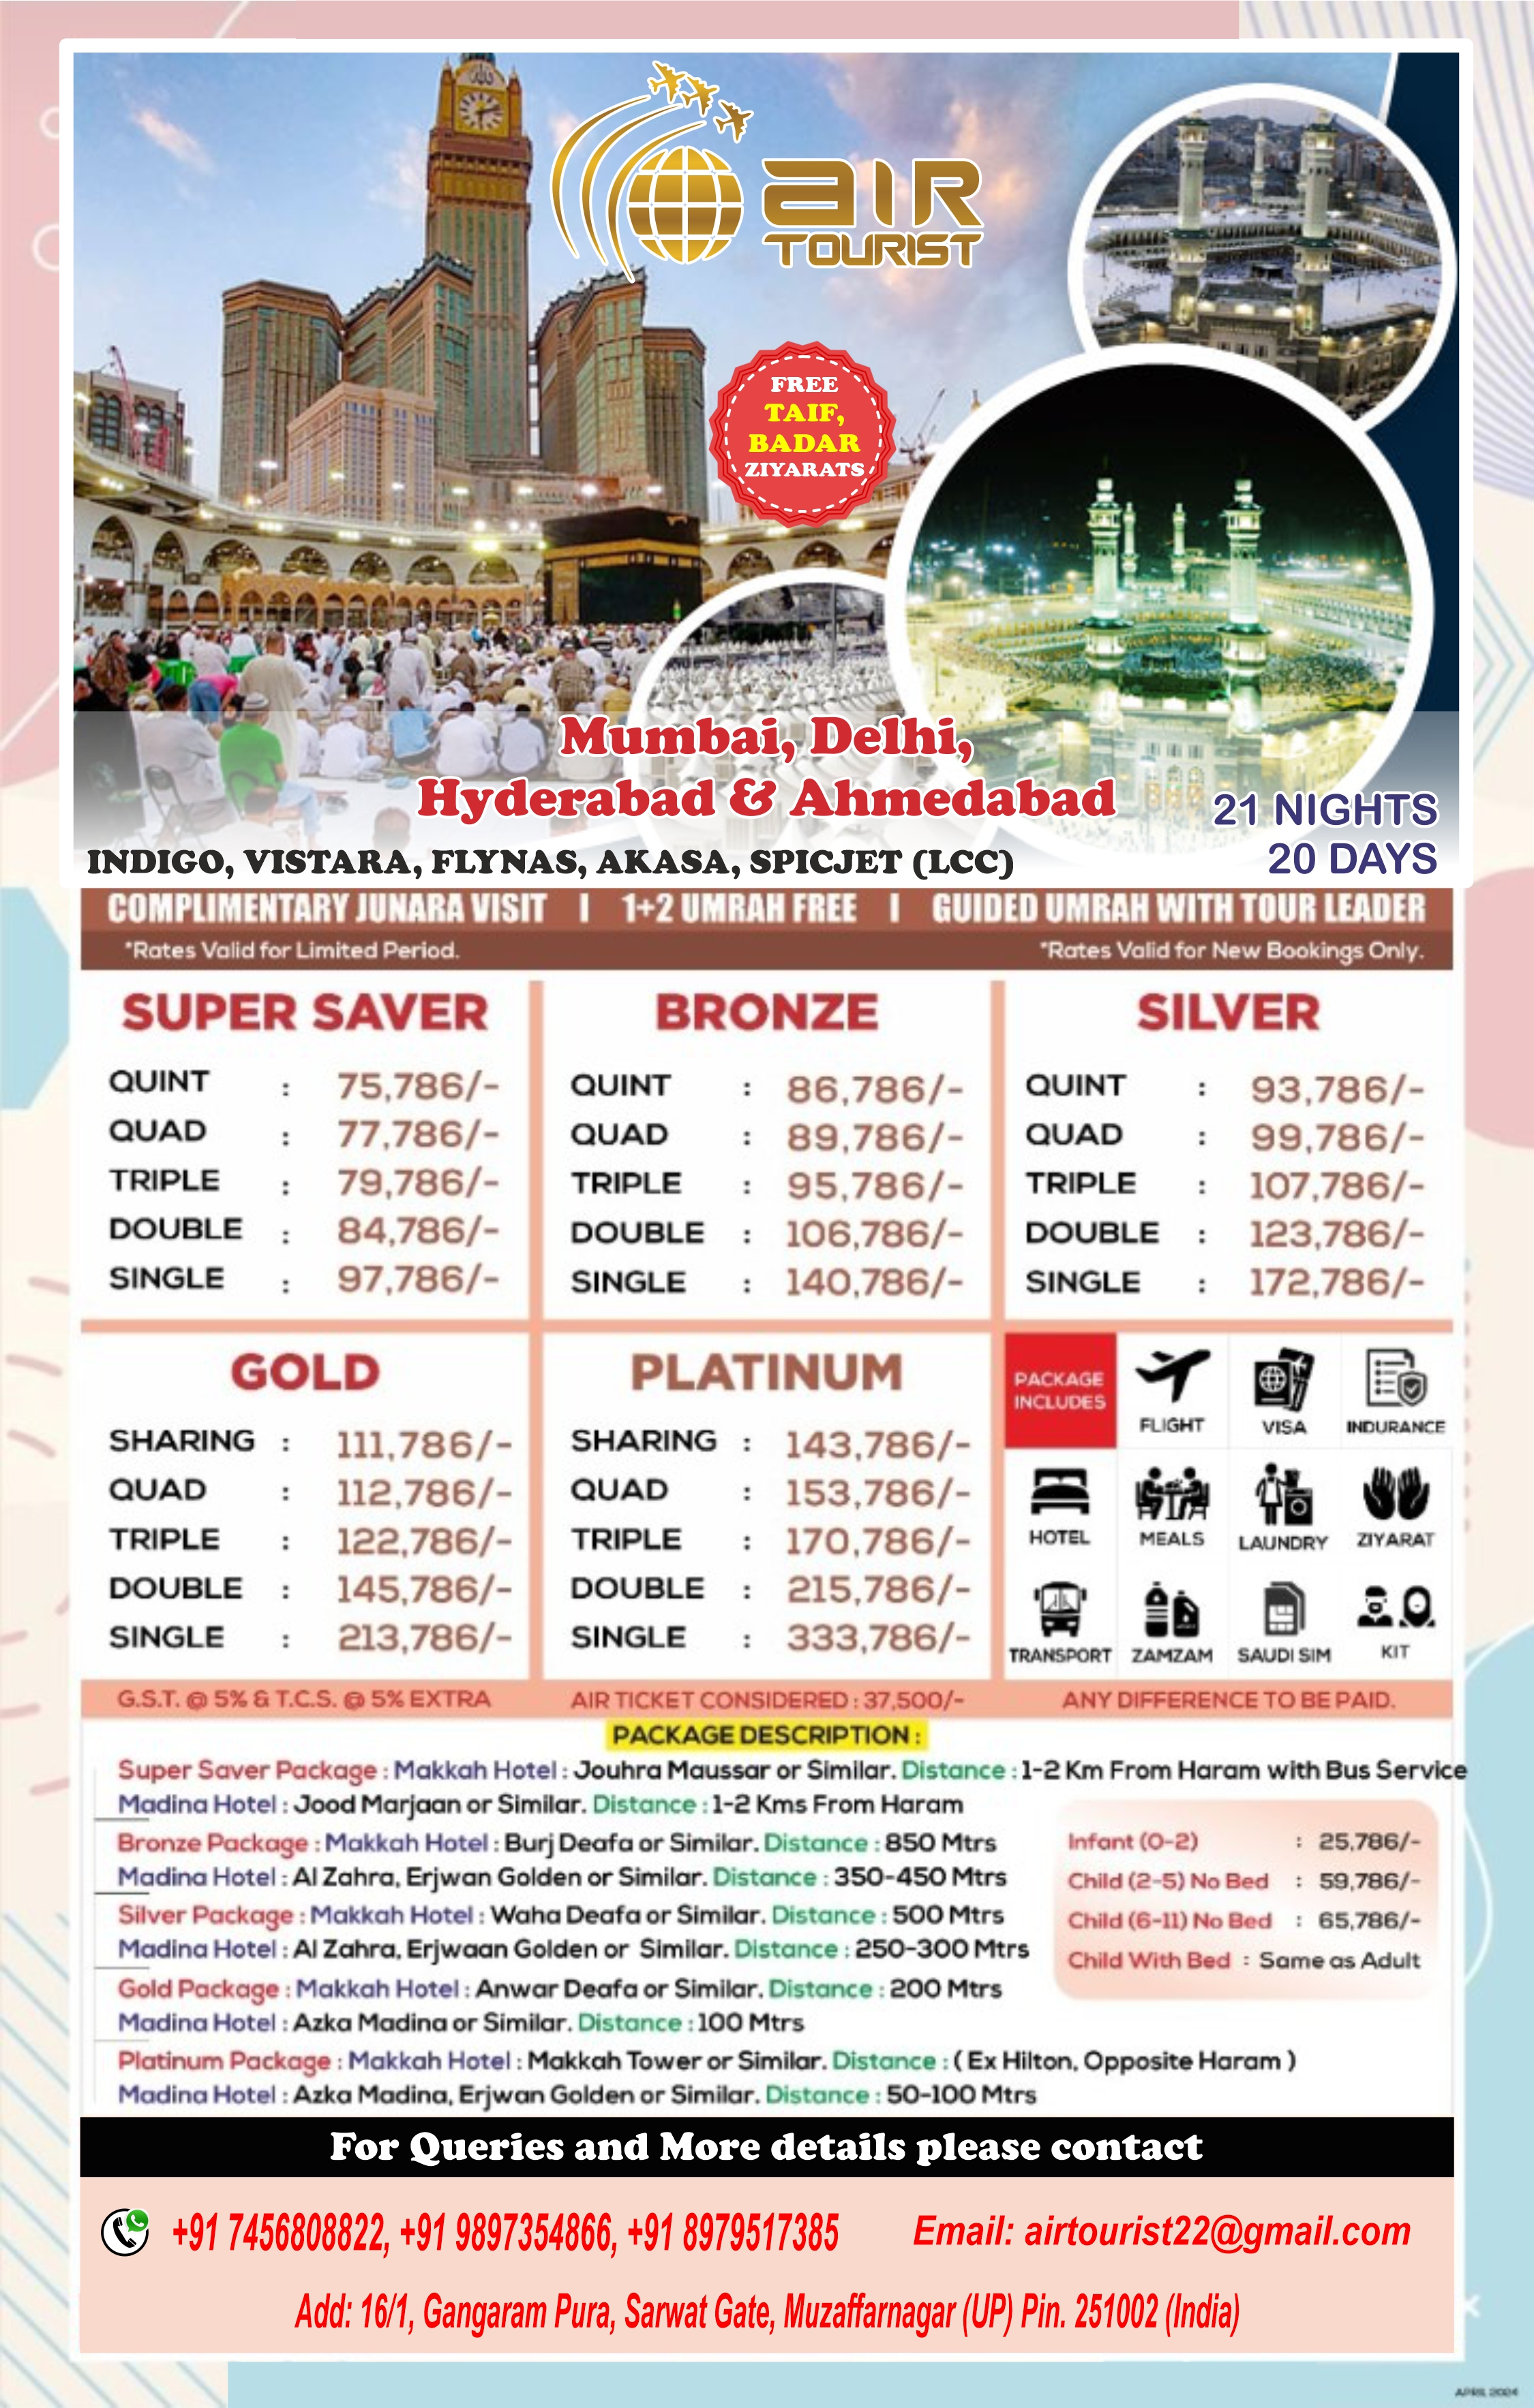 aIR
TOURIST
FREE
TAIF,
BADAR
ZIYARATS
Mumbai, Delhi,
Hyderabad & Ahmedabad
21 NIGHTS
20 DAYS
INDIGO, VISTARA, FLYNAS, AKASA, SPICJET (LCC)
COMPLIMENTARY JUNARA VISIT I 1+2 UMRAH FREE I GUIDED UMRAH WITH TOUR LEADER
*Rates Valid for Limited Period. *Rates Valid for New Bookings Only.
SUPER SAVER
QUINT : 75,786/-
QUAD : 77,786/-
TRIPLE : 79,786/-
DOUBLE : 84,786/-
SINGLE : 97,786/-
BRONZE
QUINT : 86,786/-
QUAD : 89,786/-
TRIPLE : 95,786/-
DOUBLE : 106,786/-
SINGLE : 140,786/-
SILVER
QUINT : 93,786/-
QUAD : 99,786/-
TRIPLE : 107,786/-
DOUBLE : 123,786/-
SINGLE : 172,786/-
GOLD
SHARING : 111,786/-
QUAD : 112,786/-
TRIPLE : 122,786/-
DOUBLE : 145,786/-
SINGLE : 213,786/-
PLATINUM
SHARING : 143,786/-
QUAD : 153,786/-
TRIPLE : 170,786/-
DOUBLE : 215,786/-
SINGLE : 333,786/-
PACKAGE
INCLUDES
FLIGHT VISA INDURANCE
HOTEL MEALS LAUNDRY ZIYARAT
TRANSPORT ZAMZAM SAUDI SIM KIT
G.S.T. @ 5% & T.C.S. @ 5% EXTRA AIR TICKET CONSIDERED : 37,500/- ANY DIFFERENCE TO BE PAID.
PACKAGE DESCRIPTION :
Super Saver Package : Makkah Hotel : Jouhra Maussar or Similar. Distance : 1-2 Km From Haram with Bus Service
Madina Hotel : Jood Marjaan or Similar. Distance : 1-2 Kms From Haram
Bronze Package : Makkah Hotel : Burj Deafa or Similar. Distance : 850 Mtrs
Madina Hotel : Al Zahra, Erjwan Golden or Similar. Distance : 350-450 Mtrs
Silver Package : Makkah Hotel : Waha Deafa or Similar. Distance : 500 Mtrs
Madina Hotel : Al Zahra, Erjwaan Golden or Similar. Distance : 250-300 Mtrs
Gold Package : Makkah Hotel : Anwar Deafa or Similar. Distance : 200 Mtrs
Madina Hotel : Azka Madina or Similar. Distance : 100 Mtrs
Platinum Package : Makkah Hotel : Makkah Tower or Similar. Distance : ( Ex Hilton, Opposite Haram )
Madina Hotel : Azka Madina, Erjwan Golden or Similar. Distance : 50-100 Mtrs
Infant (0-2) : 25,786/-
Child (2-5) No Bed : 59,786/-
Child (6-11) No Bed : 65,786/-
Child With Bed : Same as Adult
For Queries and More details please contact
+91 7456808822, +91 9897354866, +91 8979517385 Email: airtourist22@gmail.com
Add: 16/1, Gangaram Pura, Sarwat Gate, Muzaffarnagar (UP) Pin. 251002 (India)
APRIL 2024